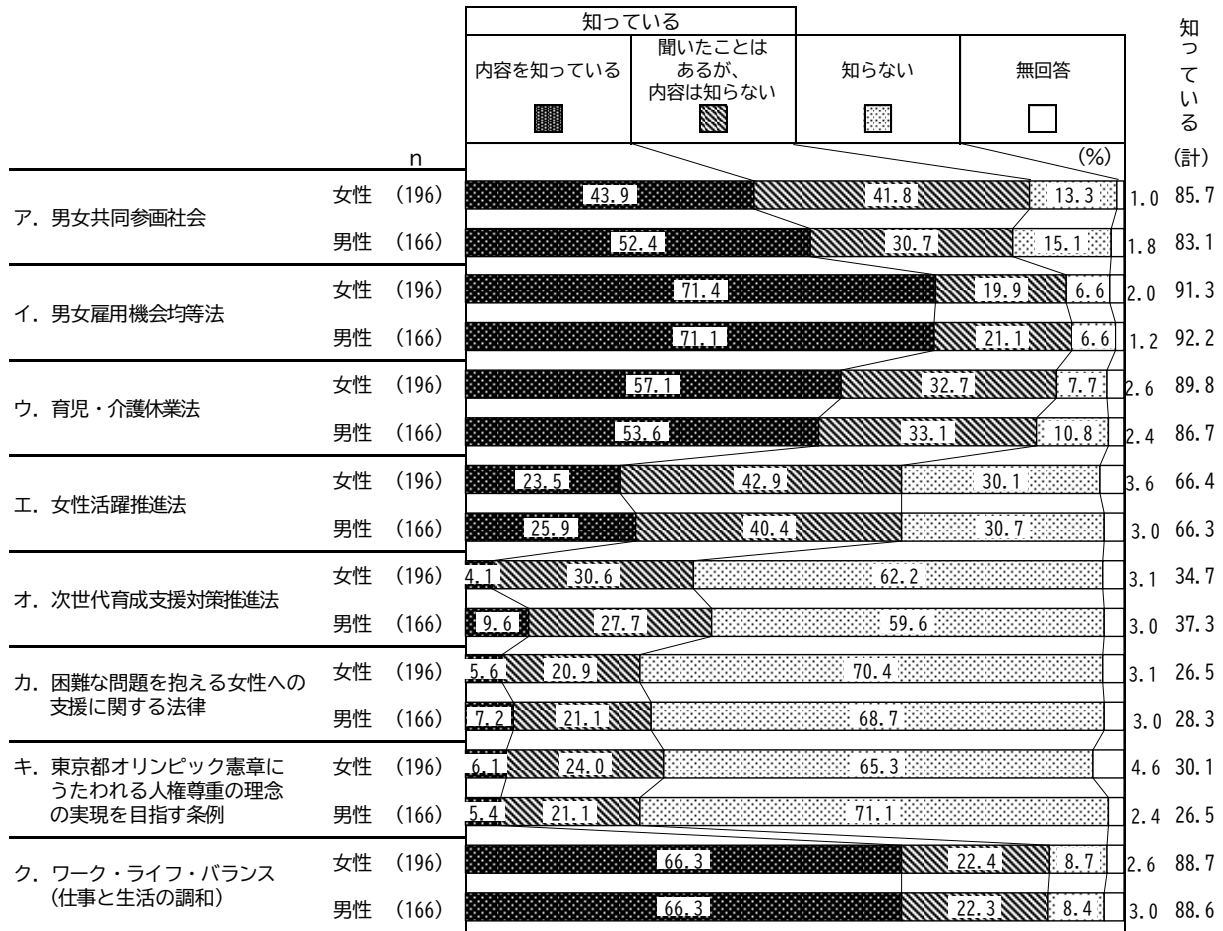 知っている
内容を知っている
聞いたことは
あるが、
内容は知らない
知らない
無回答
知っている
(計)
n
(%)
ア．男女共同参画社会
女性 (196) 43.9 41.8 13.3 1.0 85.7
男性 (166) 52.4 30.7 15.1 1.8 83.1
イ．男女雇用機会均等法
女性 (196) 71.4 19.9 6.6 2.0 91.3
男性 (166) 71.1 21.1 6.6 1.2 92.2
ウ．育児・介護休業法
女性 (196) 57.1 32.7 7.7 2.6 89.8
男性 (166) 53.6 33.1 10.8 2.4 86.7
エ．女性活躍推進法
女性 (196) 23.5 42.9 30.1 3.6 66.4
男性 (166) 25.9 40.4 30.7 3.0 66.3
オ．次世代育成支援対策推進法
女性 (196) 4.1 30.6 62.2 3.1 34.7
男性 (166) 9.6 27.7 59.6 3.0 37.3
カ．困難な問題を抱える女性への
支援に関する法律
女性 (196) 5.6 20.9 70.4 3.1 26.5
男性 (166) 7.2 21.1 68.7 3.0 28.3
キ．東京都オリンピック憲章に
うたわれる人権尊重の理念
の実現を目指す条例
女性 (196) 6.1 24.0 65.3 4.6 30.1
男性 (166) 5.4 21.1 71.1 2.4 26.5
ク．ワーク・ライフ・バランス
(仕事と生活の調和)
女性 (196) 66.3 22.4 8.7 2.6 88.7
男性 (166) 66.3 22.3 8.4 3.0 88.6